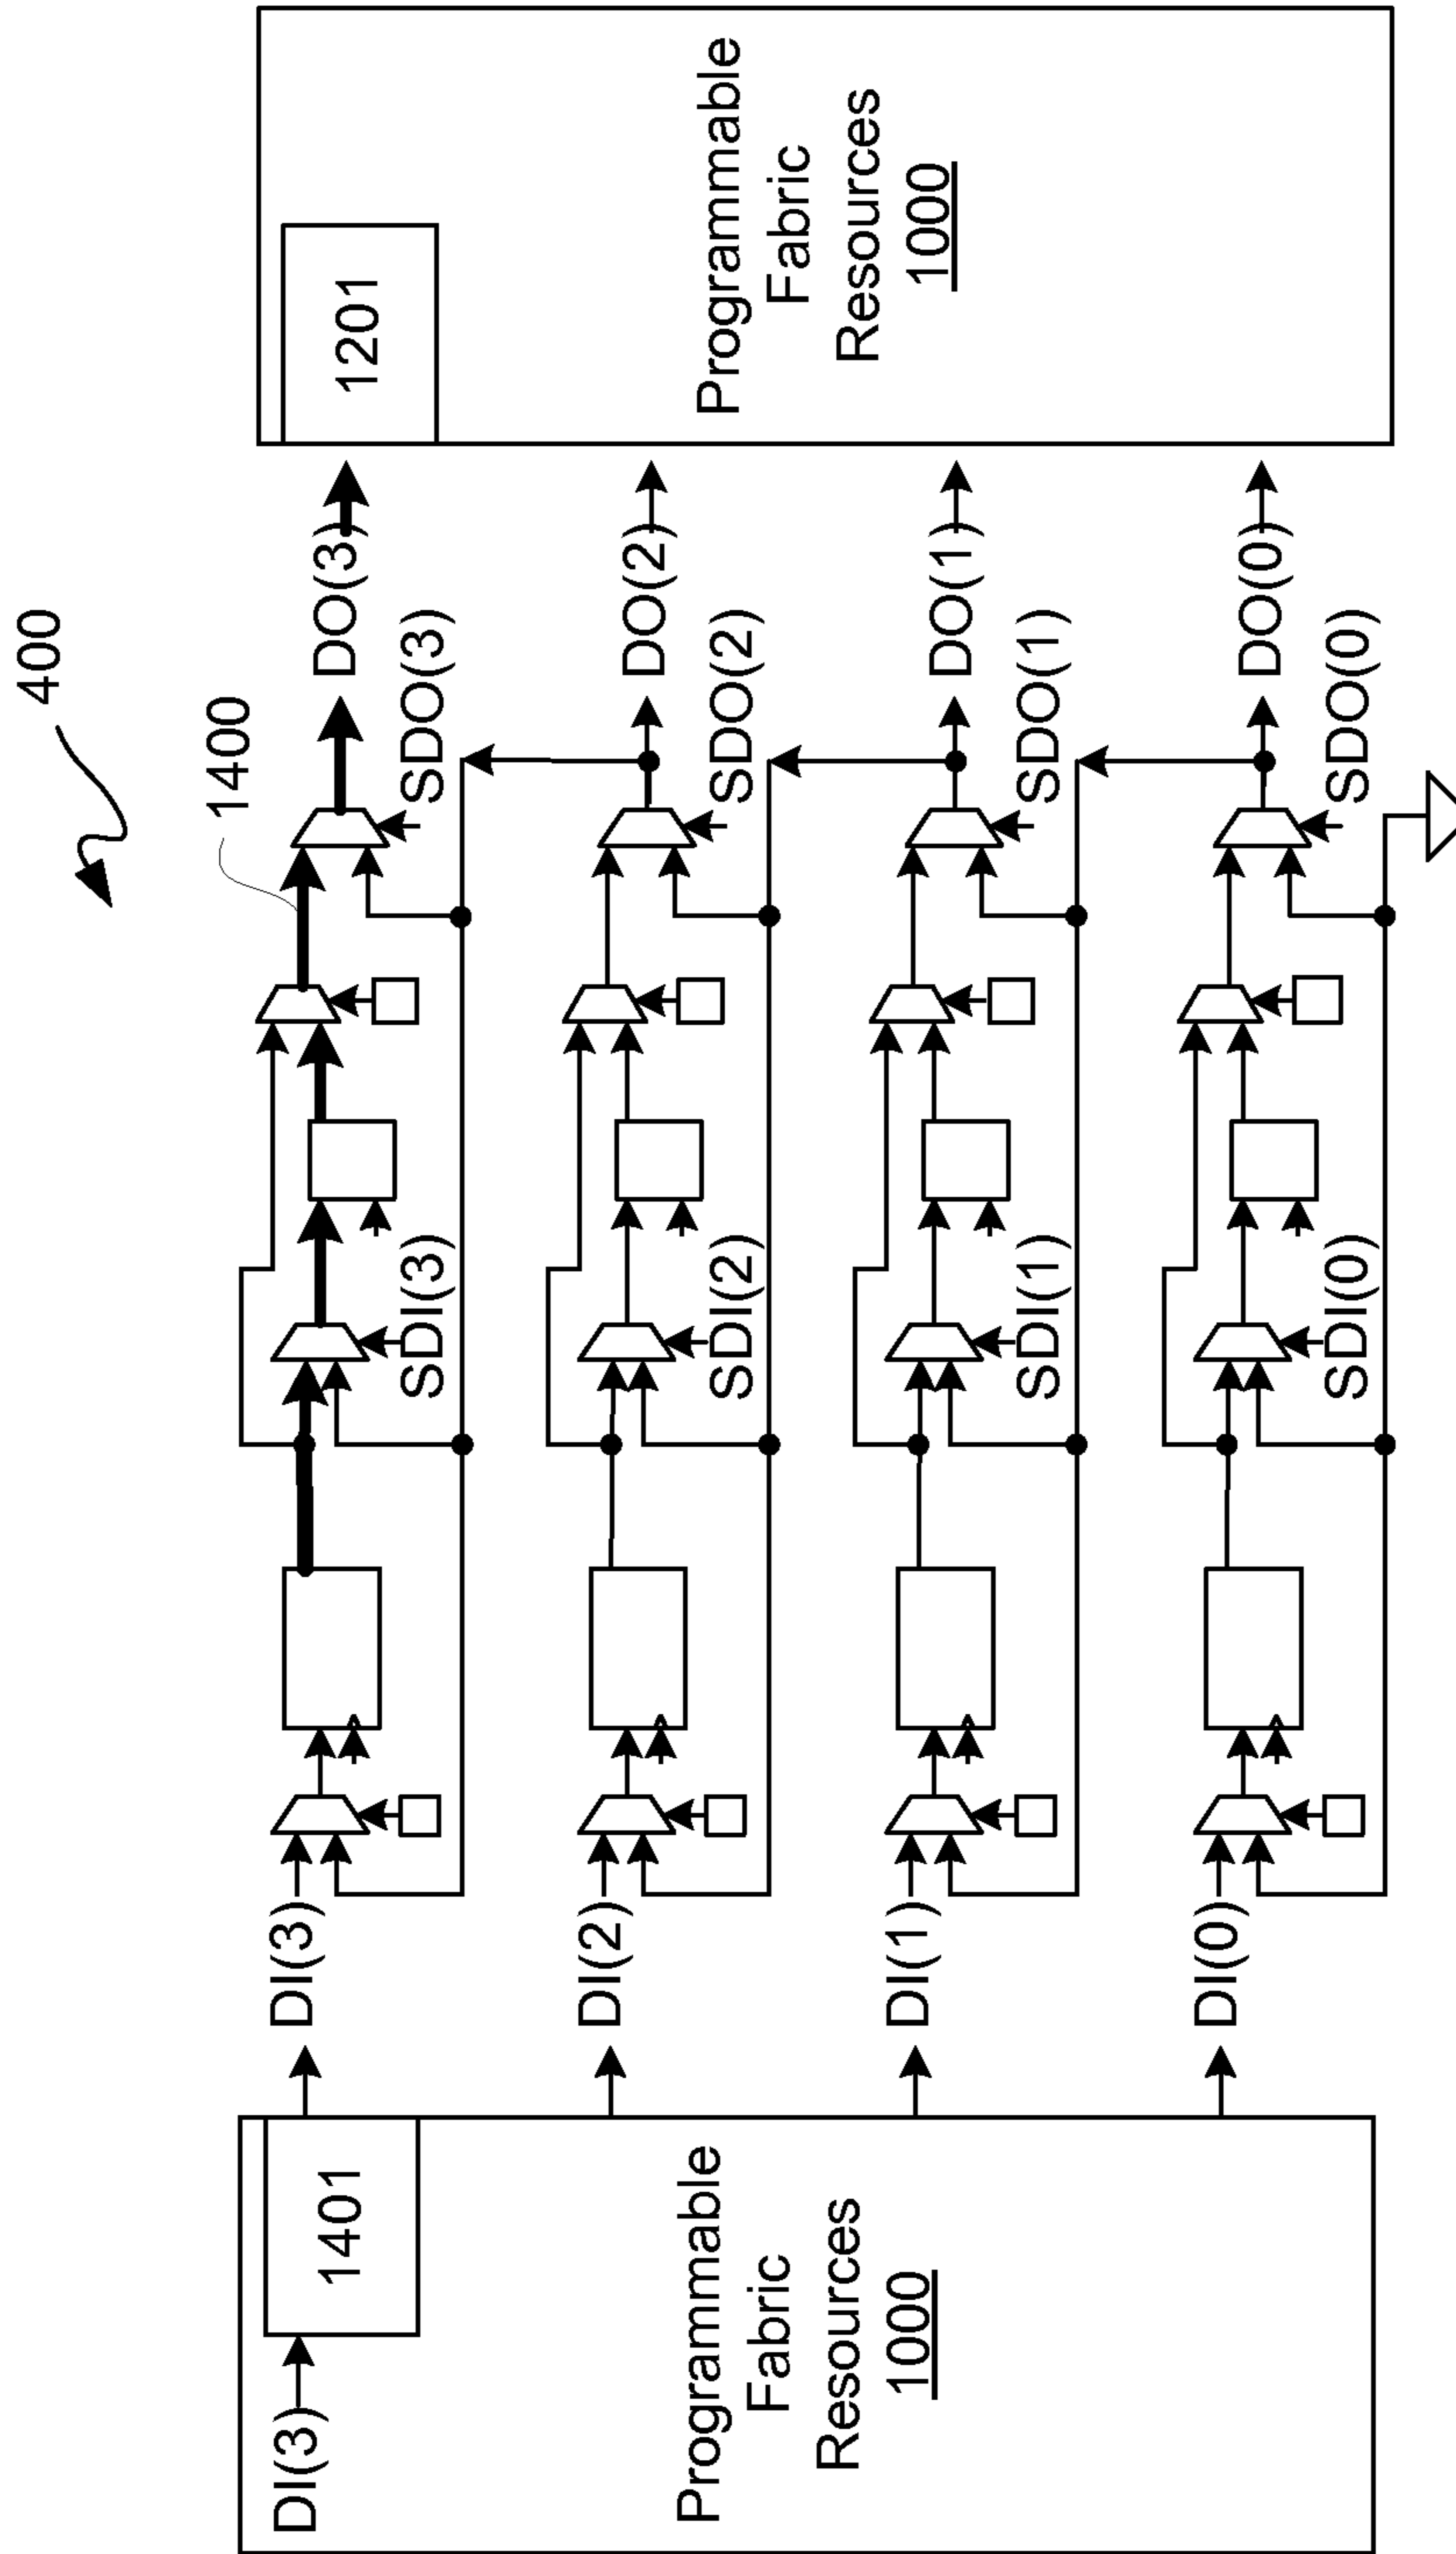 400
1400
DI(3)
1401
Programmable
Fabric
Resources
1000
DI(3)
SDI(3)
SDO(3)
DO(3)
DI(2)
SDI(2)
SDO(2)
DO(2)
DI(1)
SDI(1)
SDO(1)
DO(1)
DI(0)
SDI(0)
SDO(0)
DO(0)
1201
Programmable
Fabric
Resources
1000